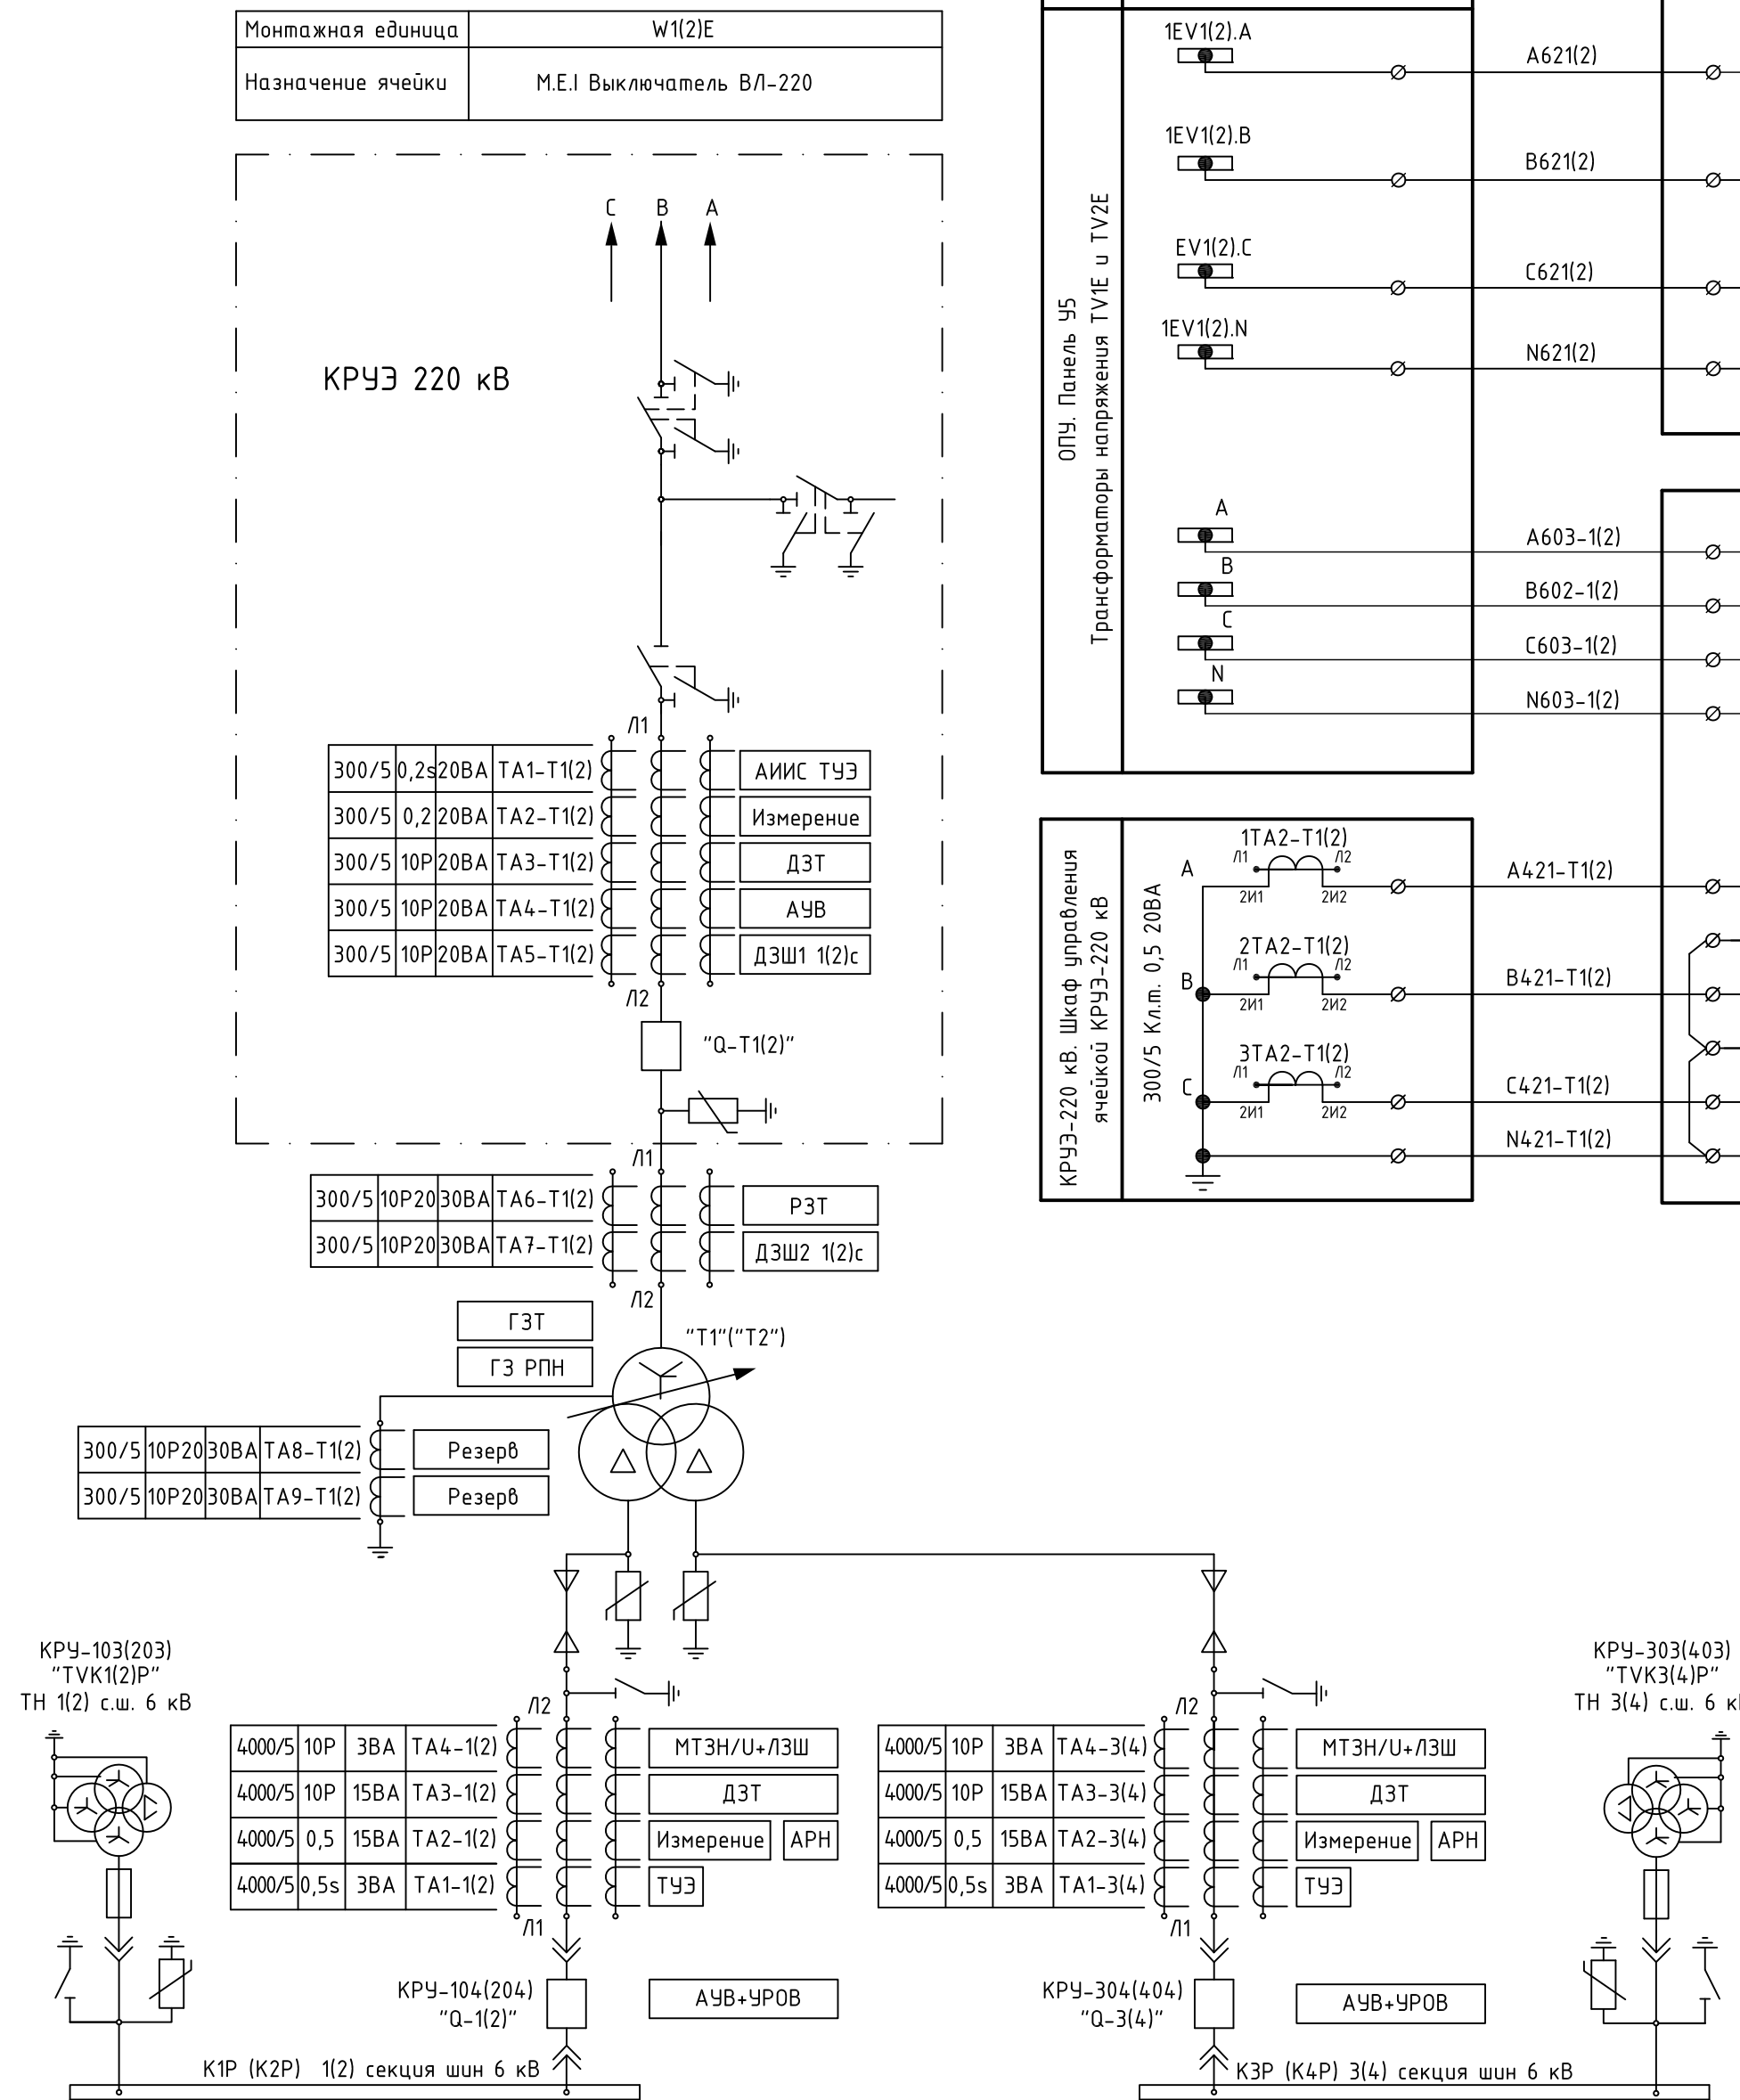 Монтажная единица W1(2)E
Назначение ячейки М.Е.I Выключатель ВЛ-220
C B A
КРУЭ 220 кВ
Л1
300/5 0,2s 20ВА ТА1-Т1(2) АИИС ТУЭ
300/5 0,2 20ВА ТА2-Т1(2) Измерение
300/5 10Р 20ВА ТА3-Т1(2) ДЗТ
300/5 10Р 20ВА ТА4-Т1(2) АУВ
300/5 10Р 20ВА ТА5-Т1(2) ДЗШ1 1(2)с
Л2
"Q-T1(2)"
Л1
300/5 10Р20 30ВА ТА6-Т1(2) РЗТ
300/5 10Р20 30ВА ТА7-Т1(2) ДЗШ2 1(2)с
Л2
ГЗТ
ГЗ РПН
"Т1"("Т2")
300/5 10Р20 30ВА ТА8-Т1(2) Резерв
300/5 10Р20 30ВА ТА9-Т1(2) Резерв
КРУ-103(203)
"TVK1(2)P"
ТН 1(2) с.ш. 6 кВ
Л2
4000/5 10Р 3ВА ТА4-1(2) МТЗН/U+ЛЗШ
4000/5 10Р 15ВА ТА3-1(2) ДЗТ
4000/5 0,5 15ВА ТА2-1(2) Измерение АРН
4000/5 0,5s 3ВА ТА1-1(2) ТУЭ
Л1
КРУ-104(204)
"Q-1(2)"
АУВ+УРОВ
К1Р (К2Р) 1(2) секция шин 6 кВ
Л2
4000/5 10Р 3ВА ТА4-3(4) МТЗН/U+ЛЗШ
4000/5 10Р 15ВА ТА3-3(4) ДЗТ
4000/5 0,5 15ВА ТА2-3(4) Измерение АРН
4000/5 0,5s 3ВА ТА1-3(4) ТУЭ
Л1
КРУ-304(404)
"Q-3(4)"
АУВ+УРОВ
К3Р (К4Р) 3(4) секция шин 6 кВ
КРУ-303(403)
"TVK3(4)P"
ТН 3(4) с.ш. 6 к
ОПУ. Панель У5
Трансформаторы напряжения TV1E и TV2E
1EV1(2).A A621(2)
1EV1(2).B B621(2)
EV1(2).C C621(2)
1EV1(2).N N621(2)
A A603-1(2)
B B602-1(2)
C C603-1(2)
N N603-1(2)
КРУЭ-220 кВ. Шкаф управления
ячейкой КРУЭ-220 кВ
300/5 Кл.т. 0,5 20ВА
1ТА2-Т1(2)
A Л1 Л2 A421-T1(2)
2И1 2И2
2ТА2-Т1(2)
B Л1 Л2 B421-T1(2)
2И1 2И2
3ТА2-Т1(2)
C Л1 Л2 C421-T1(2)
2И1 2И2
N421-T1(2)